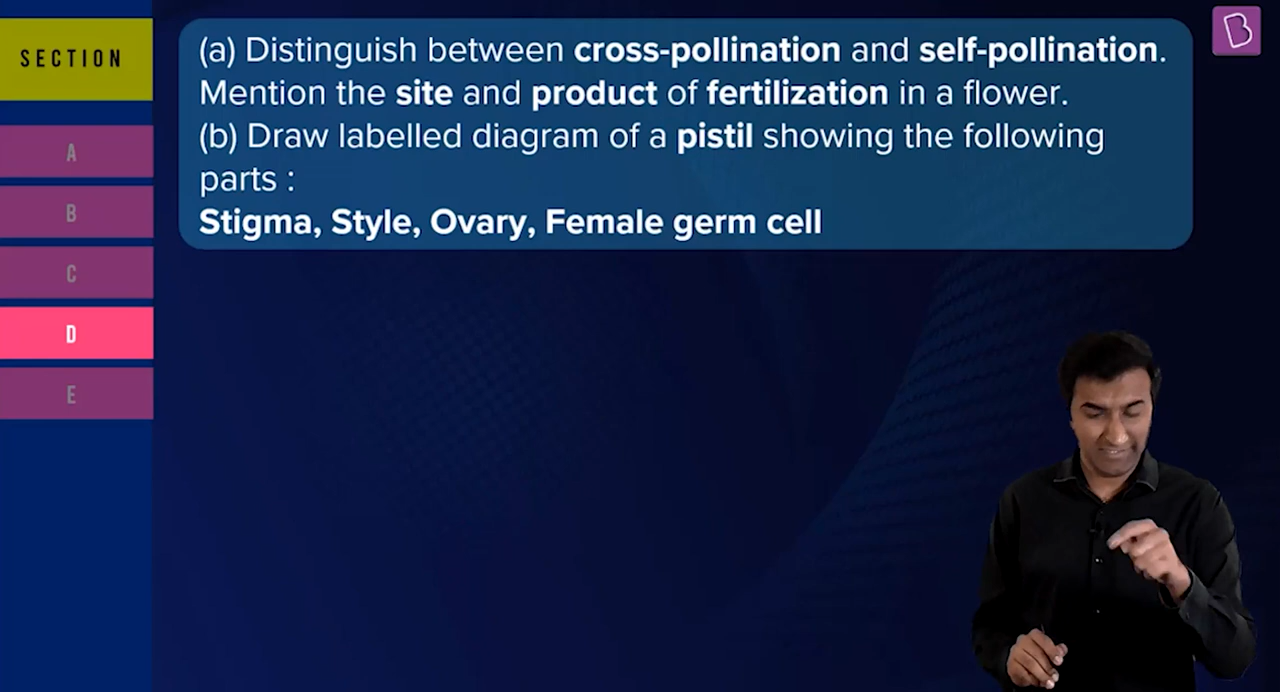 SECTION
A
B
C
D
E
(a) Distinguish between cross-pollination and self-pollination.
Mention the site and product of fertilization in a flower.
(b) Draw labelled diagram of a pistil showing the following
parts :
Stigma, Style, Ovary, Female germ cell
B